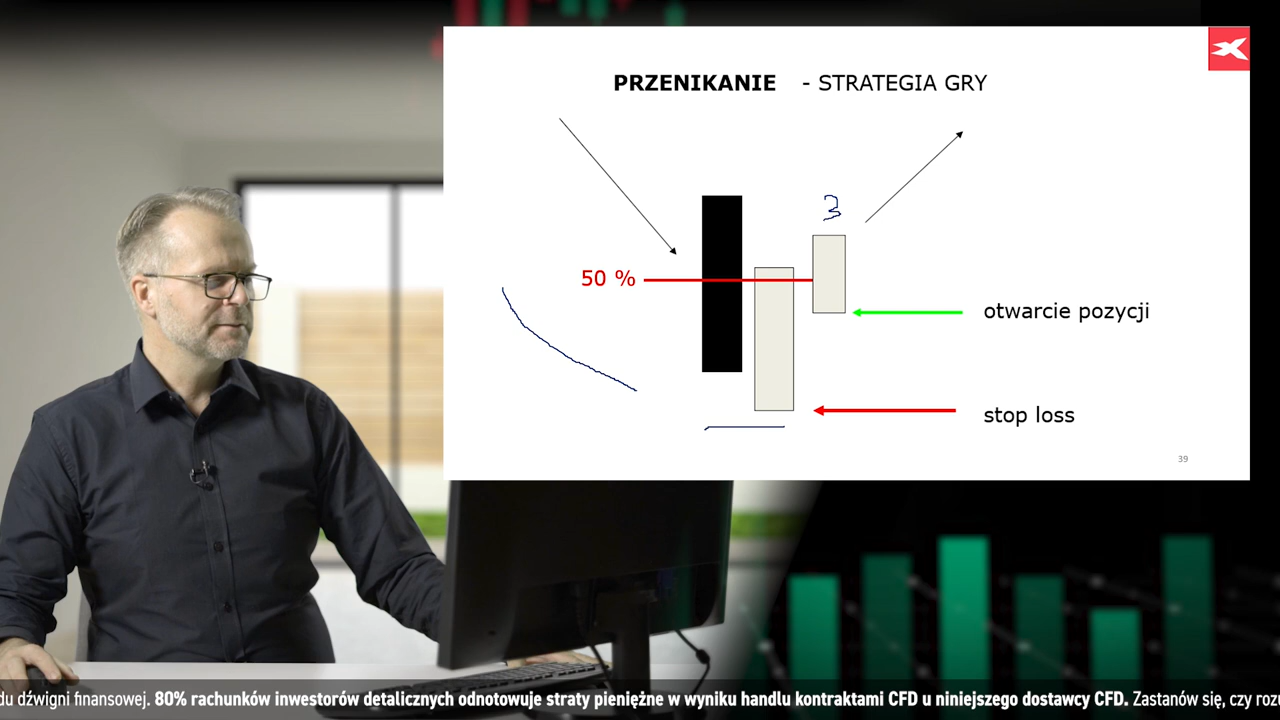 PRZENIKANIE - STRATEGIA GRY
3
50 %
otwarcie pozycji
stop loss
39
du dźwigni finansowej. 80% rachunków inwestorów detalicznych odnotowuje straty pieniężne w wyniku handlu kontraktami CFD u niniejszego dostawcy CFD. Zastanów się, czy roz